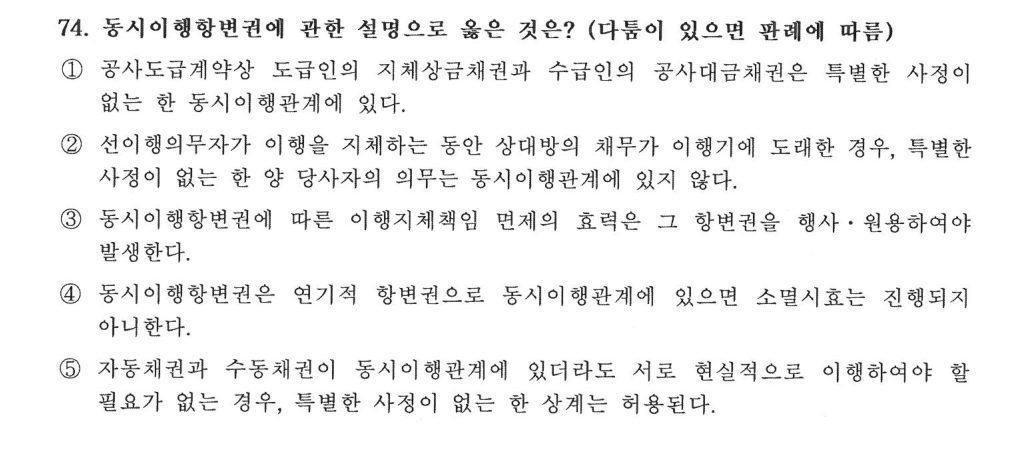 74. 동시이행항변권에 관한 설명으로 옳은 것은? (다툼이 있으면 판례에 따름)
① 공사도급계약상 도급인의 지체상금채권과 수급인의 공사대금채권은 특별한 사정이
없는 한 동시이행관계에 있다.
② 선이행의무자가 이행을 지체하는 동안 상대방의 채무가 이행기에 도래한 경우, 특별한
사정이 없는 한 양 당사자의 의무는 동시이행관계에 있지 않다.
③ 동시이행항변권에 따른 이행지체책임 면제의 효력은 그 항변권을 행사·원용하여야
발생한다.
④ 동시이행항변권은 연기적 항변권으로 동시이행관계에 있으면 소멸시효는 진행되지
아니한다.
⑤ 자동채권과 수동채권이 동시이행관계에 있더라도 서로 현실적으로 이행하여야 할
필요가 없는 경우, 특별한 사정이 없는 한 상계는 허용된다.